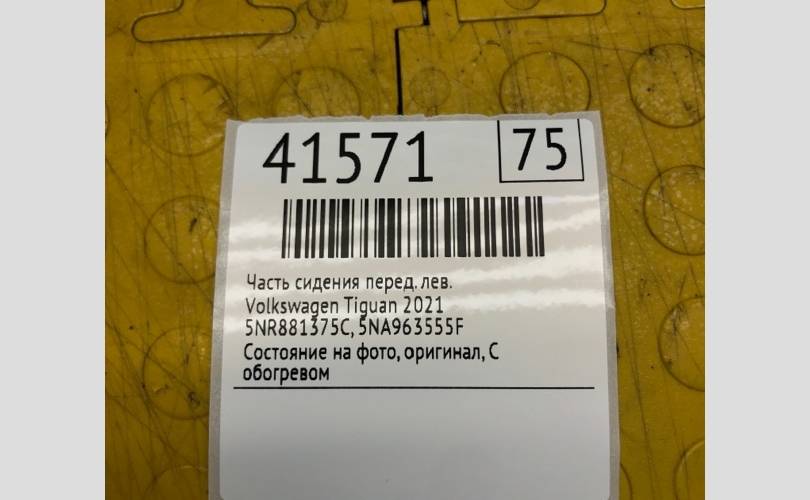 41571
75
Часть сидения перед. лев.
Volkswagen Tiguan 2021
5NR881375C, 5NA963555F
Состояние на фото, оригинал, С
обогревом